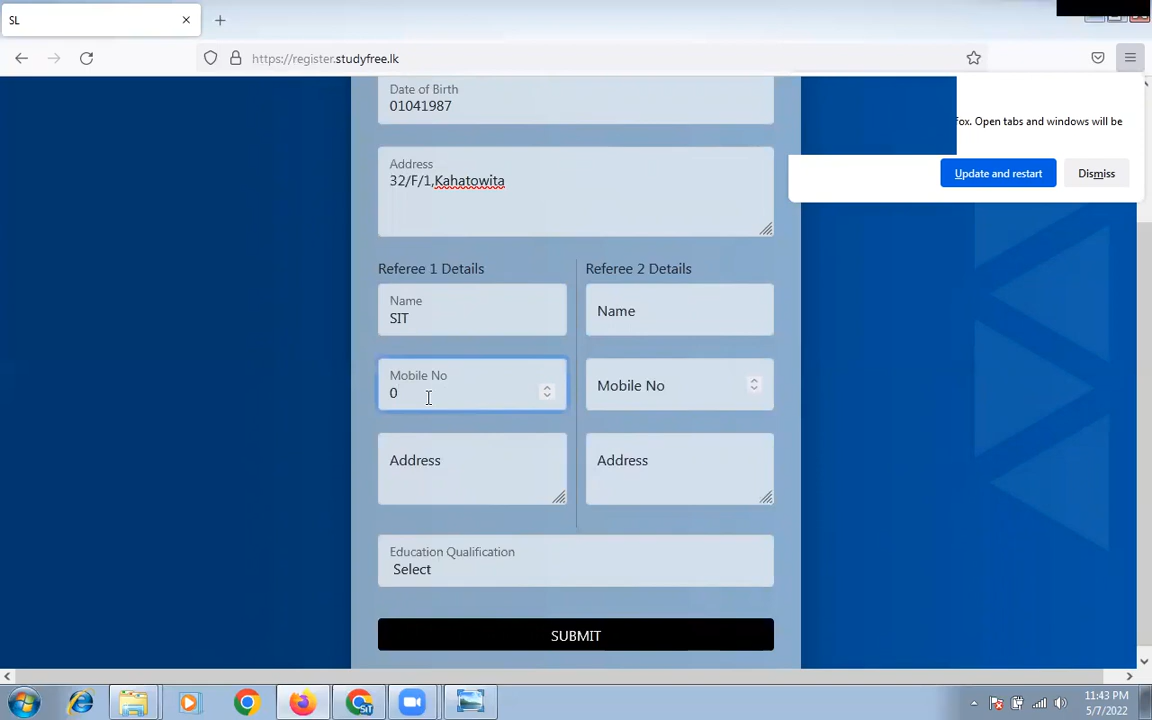 SL
https://register.studyfree.lk
fox. Open tabs and windows will be
Update and restart
Dismiss
Date of Birth
01041987
Address
32/F/1,Kahatowita
Referee 1 Details
Referee 2 Details
Name
SIT
Name
Mobile No
0
Mobile No
Address
Address
Education Qualification
Select
SUBMIT
SiT
11:43 PM
5/7/2022